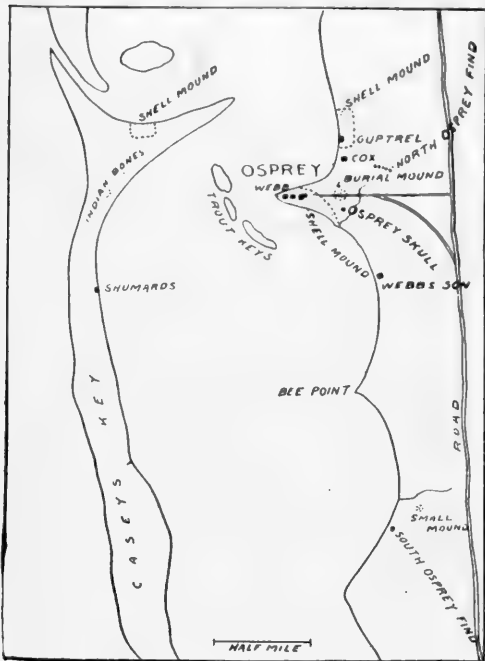 SHELL MOUND
SHELL MOUND
GUPTREL
COX
NORTH OSPREY FIND
INDIAN BONES
OSPREY
BURIAL MOUND
WEBB
OSPREY SKULL
TROUT KEYS
SHELL MOUND
WEBBS SON
SHUMARDS
BEE POINT
ROAD
CASEYS KEY
SMALL
MOUND
SOUTH OSPREY FIND
HALF MILE